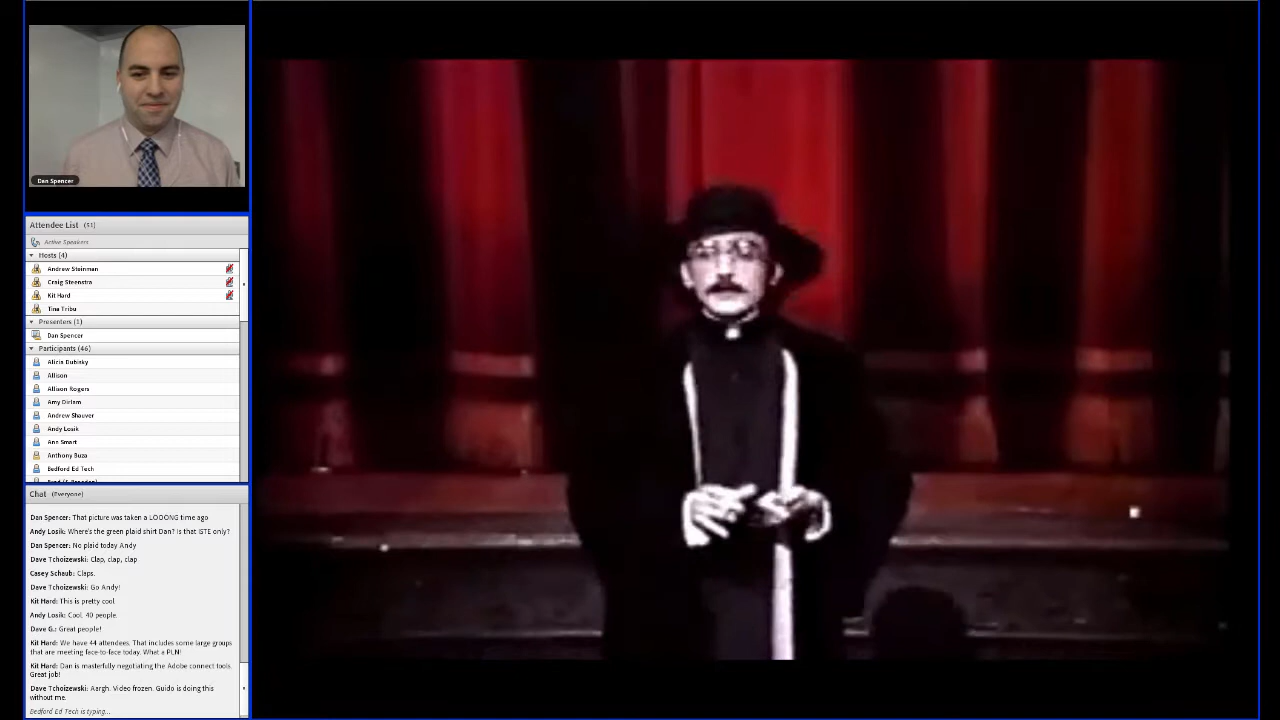 Dan Spencer
Attendee List (51)
Active Speakers
Hosts (4)
Andrew Steinman
Craig Steenstra
Kit Hard
Tina Tribu
Presenters (1)
Dan Spencer
Participants (46)
Alicia Dubinsky
Allison
Allison Rogers
Amy Dirlam
Andrew Shauver
Andy Losik
Ann Smart
Anthony Buza
Bedford Ed Tech
Chat (Everyone)
Dan Spencer: That picture was taken a LOOONG time ago
Andy Losik: Where's the green plaid shirt Dan? Is that ISTE only?
Dan Spencer: No plaid today Andy
Dave Tchoizewski: Clap, clap, clap
Casey Schaub: Claps.
Dave Tchoizewski: Go Andy!
Kit Hard: This is pretty cool.
Andy Losik: Cool. 40 people.
Dave G.: Great people!
Kit Hard: We have 44 attendees. That includes some large groups
that are meeting face-to-face today. What a PLN!
Kit Hard: Dan is masterfully negotiating the Adobe connect tools.
Great job!
Dave Tchoizewski: Aargh. Video frozen. Guido is doing this
without me.
Bedford Ed Tech is typing...